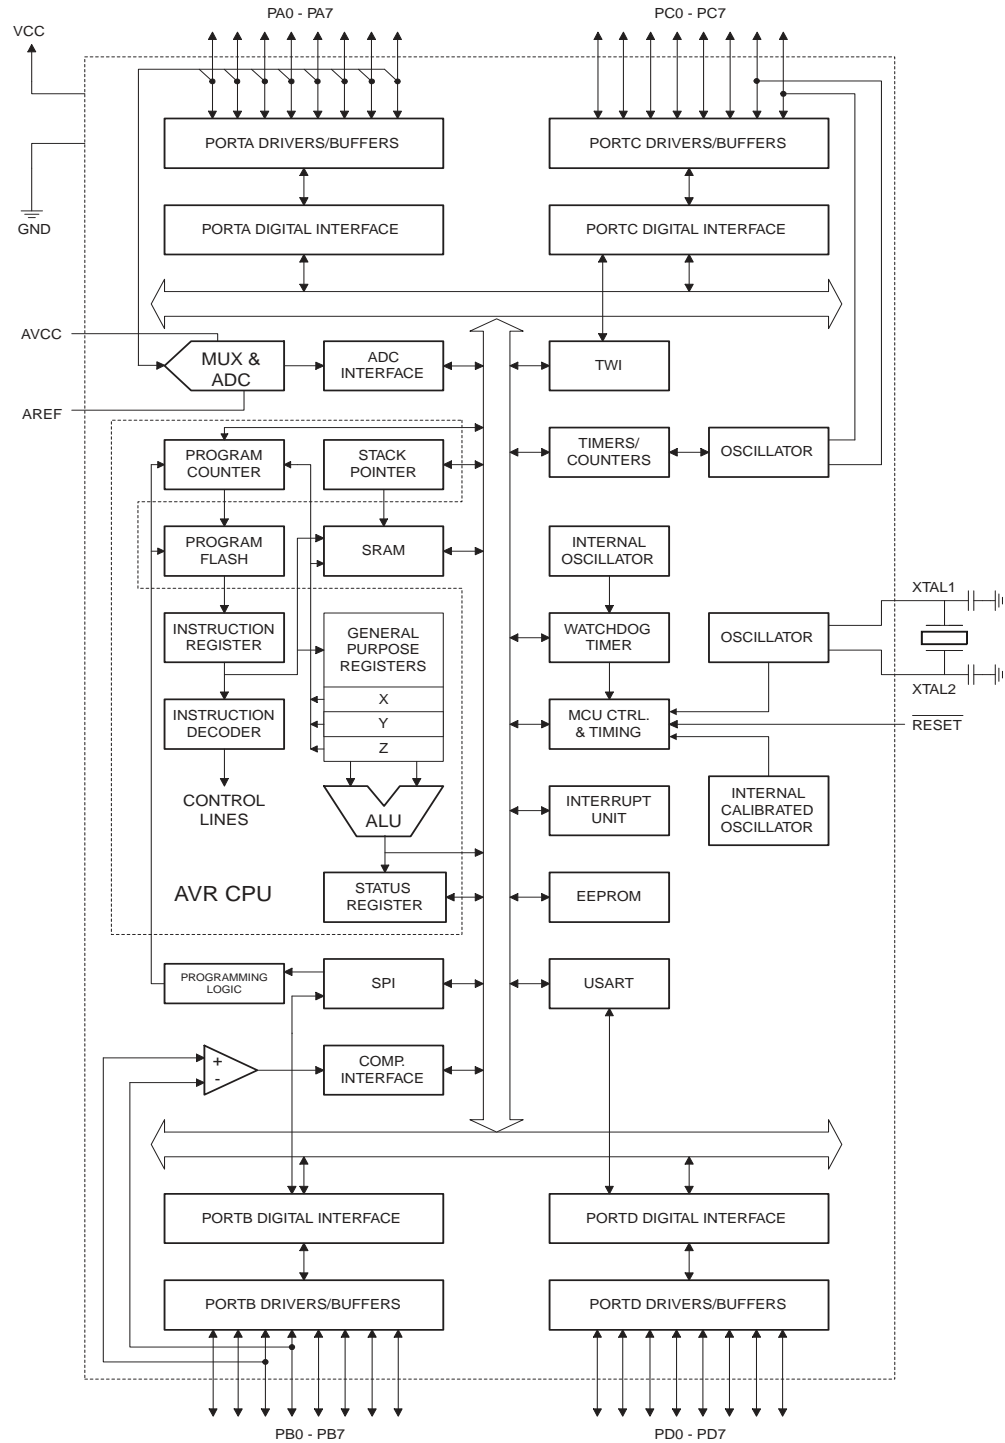 PA0 - PA7
PC0 - PC7
VCC
PORTA DRIVERS/BUFFERS
PORTC DRIVERS/BUFFERS
PORTA DIGITAL INTERFACE
PORTC DIGITAL INTERFACE
GND
AVCC
MUX &
ADC
ADC
INTERFACE
TWI
AREF
PROGRAM
COUNTER
STACK
POINTER
TIMERS/
COUNTERS
OSCILLATOR
PROGRAM
FLASH
SRAM
INTERNAL
OSCILLATOR
XTAL1
INSTRUCTION
REGISTER
GENERAL
PURPOSE
REGISTERS
WATCHDOG
TIMER
OSCILLATOR
XTAL2
X
INSTRUCTION
DECODER
Y
MCU CTRL.
& TIMING
RESET
Z
CONTROL
LINES
ALU
INTERRUPT
UNIT
INTERNAL
CALIBRATED
OSCILLATOR
AVR CPU
STATUS
REGISTER
EEPROM
PROGRAMMING
LOGIC
SPI
USART
+
-
COMP.
INTERFACE
PORTB DIGITAL INTERFACE
PORTD DIGITAL INTERFACE
PORTB DRIVERS/BUFFERS
PORTD DRIVERS/BUFFERS
PB0 - PB7
PD0 - PD7